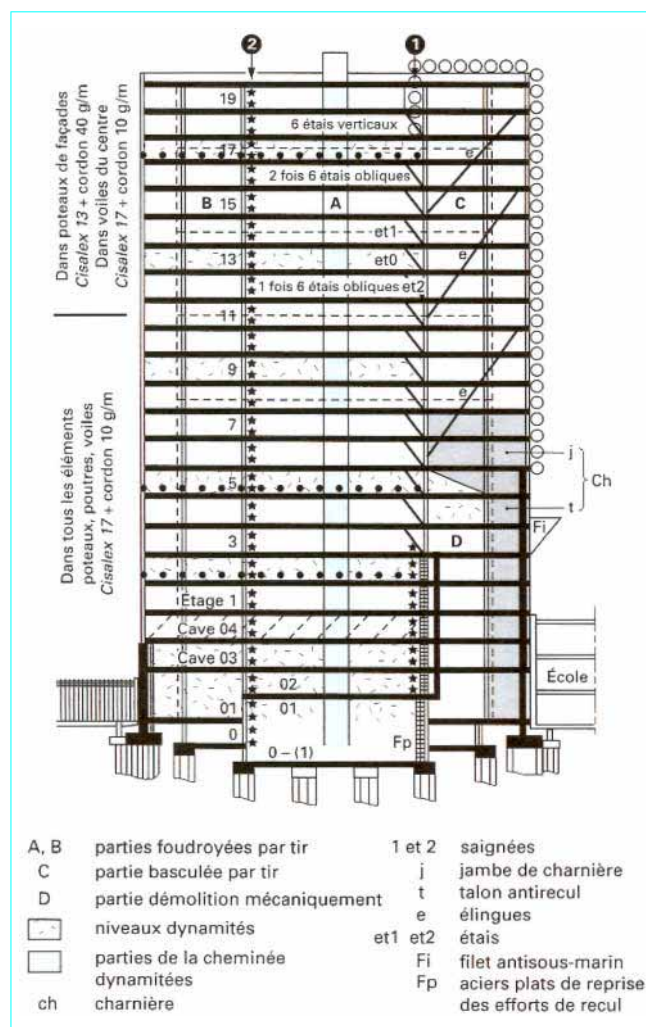 2
1
Dans poteaux de façades
Cisalex 13 + cordon 40 g/m
Dans voiles du centre
Cisalex 17 + cordon 10 g/m
Dans tous les éléments
poteaux, poutres, voiles
Cisalex 17 + cordon 10 g/m
19
6 étais verticaux
17
e
2 fois 6 étais obliques
B 15
A
C
et1
13
et0
e
1 fois 6 étais obliques et2
11
9
e
7
j
Ch
5
t
Fi
3
D
Étage 1
Cave 04
Cave 03
École
02
01
01
0
Fp
0 – (1)
A, B parties foudroyées par tir
C partie basculée par tir
D partie démolition mécaniquement
niveaux dynamités
parties de la cheminée
dynamitées
ch charnière
1 et 2 saignées
j jambe de charnière
t talon antirecul
e élingues
et1 et2 étais
Fi filet antisous-marin
Fp aciers plats de reprise
des efforts de recul